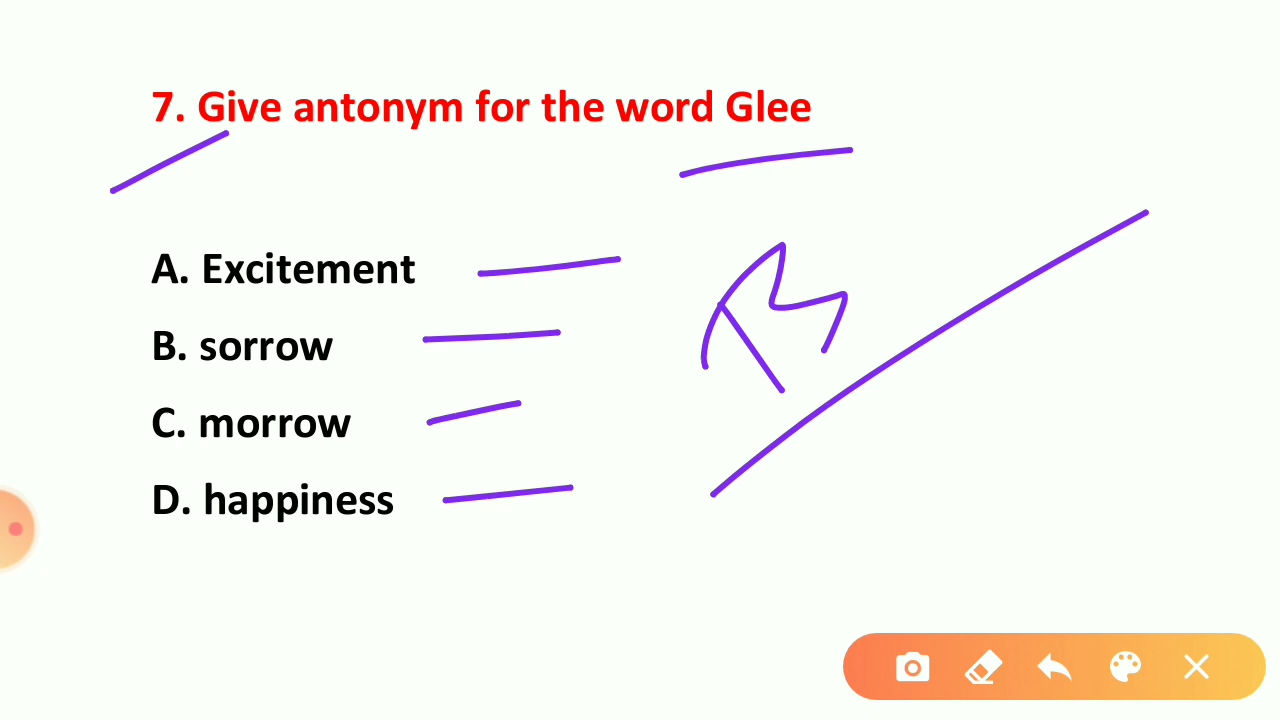 7. Give antonym for the word Glee
A. Excitement
B. sorrow
B
C. morrow
D. happiness